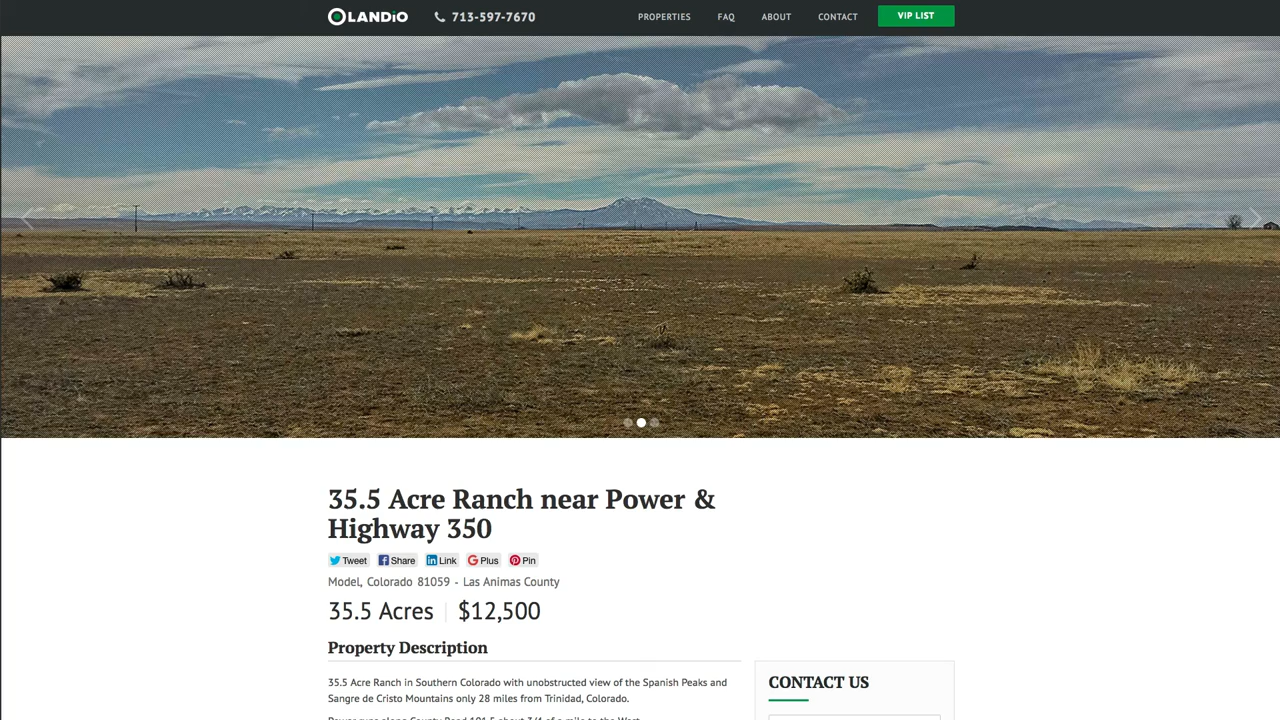 LANDiO 713-597-7670 PROPERTIES FAQ ABOUT CONTACT VIP LIST
35.5 Acre Ranch near Power &
Highway 350
Tweet Share Link Plus Pin
Model, Colorado 81059 - Las Animas County
35.5 Acres | $12,500
Property Description
35.5 Acre Ranch in Southern Colorado with unobstructed view of the Spanish Peaks and
Sangre de Cristo Mountains only 28 miles from Trinidad, Colorado.
CONTACT US